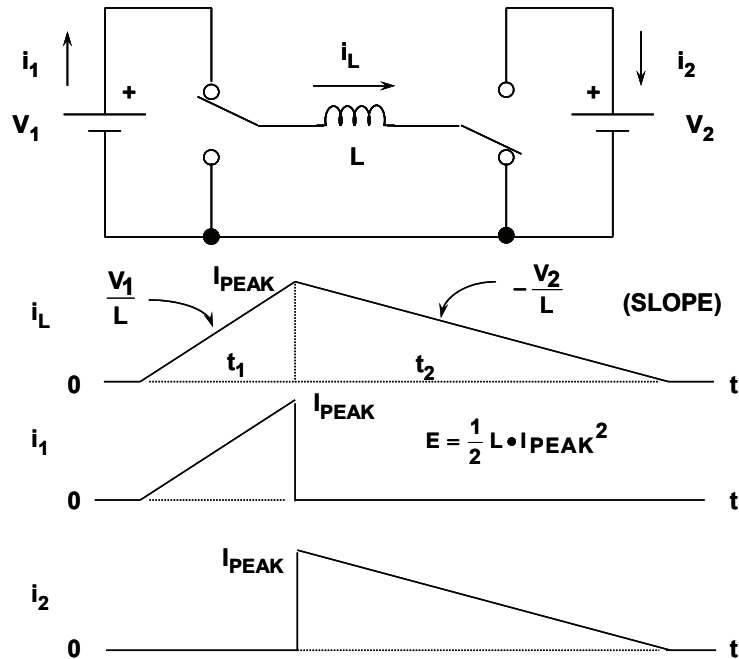 i1
+
V1
iL
L
+
i2
V2
V1
L
IPEAK
− V2
L
(SLOPE)
iL
t1
t2
0
t
IPEAK
i1
E = 1/2 L • IPEAK²
0
t
IPEAK
i2
0
t